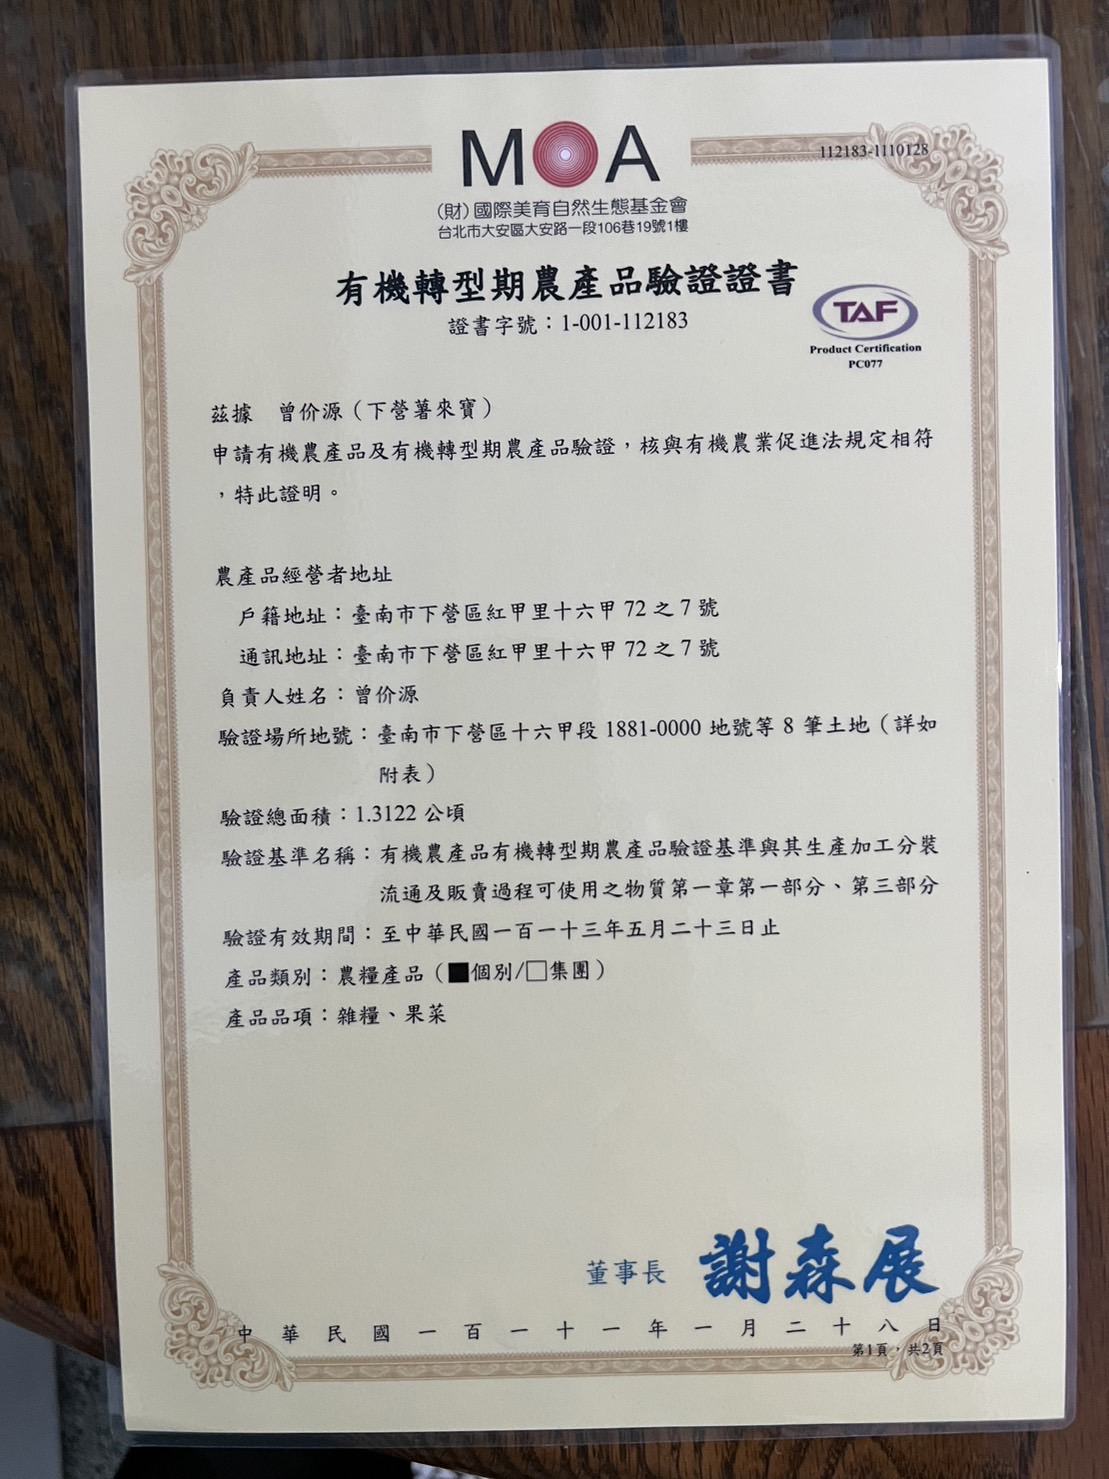 MOA
112183-1110128
(財)國際美育自然生態基金會
台北市大安區大安路一段106巷19號1樓
有機轉型期農產品驗證證書
證書字號：1-001-112183
TAF
Product Certification
PC077
茲據　曾价源（下營薯來寶）
申請有機農產品及有機轉型期農產品驗證，核與有機農業促進法規定相符
，特此證明。
農產品經營者地址
戶籍地址：臺南市下營區紅甲里十六甲 72 之 7 號
通訊地址：臺南市下營區紅甲里十六甲 72 之 7 號
負責人姓名：曾价源
驗證場所地號：臺南市下營區十六甲段 1881-0000 地號等 8 筆土地（詳如
附表）
驗證總面積：1.3122 公頃
驗證基準名稱：有機農產品有機轉型期農產品驗證基準與其生產加工分裝
流通及販賣過程可使用之物質第一章第一部分、第三部分
驗證有效期間：至中華民國一百一十三年五月二十三日止
產品類別：農糧產品（■個別/□集團）
產品品項：雜糧、果菜
董事長 謝森展
中華民國一百一十一年一月二十八日
第1頁，共2頁